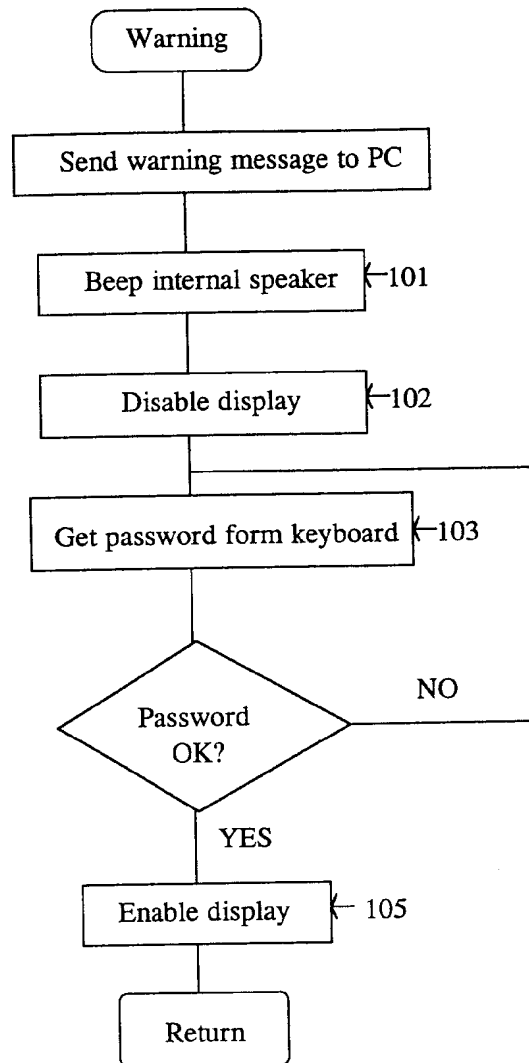 Warning
Send warning message to PC
Beep internal speaker
101
Disable display
102
Get password form keyboard
103
NO
Password
OK?
YES
Enable display
105
Return